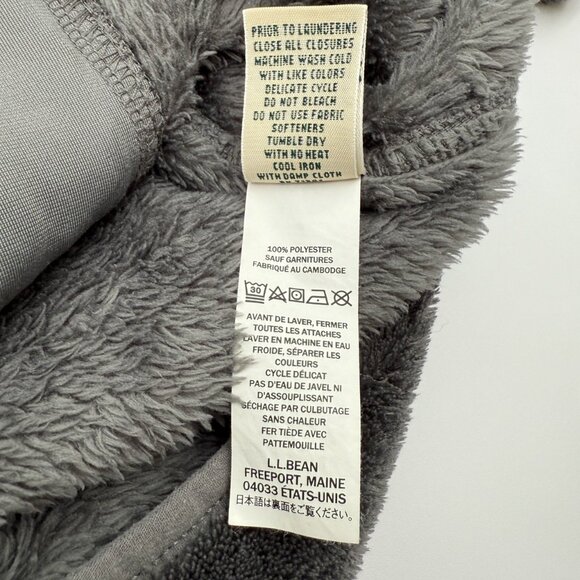 PRIOR TO LAUNDERING
CLOSE ALL CLOSURES
MACHINE WASH COLD
WITH LIKE COLORS
DELICATE CYCLE
DO NOT BLEACH
DO NOT USE FABRIC
SOFTENERS
TUMBLE DRY
WITH NO HEAT
COOL IRON
WITH DAMP CLOTH
100% POLYESTER
SAUF GARNITURES
FABRIQUÉ AU CAMBODGE
30
AVANT DE LAVER, FERMER
TOUTES LES ATTACHES
LAVER EN MACHINE EN EAU
FROIDE, SÉPARER LES
COULEURS
CYCLE DÉLICAT
PAS D'EAU DE JAVEL NI
D'ASSOUPLISSANT
SÉCHAGE PAR CULBUTAGE
SANS CHALEUR
FER TIÈDE AVEC
PATTEMOUILLE
L.L.BEAN
FREEPORT, MAINE
04033 ÉTATS-UNIS
日本語は裏面をご覧ください。